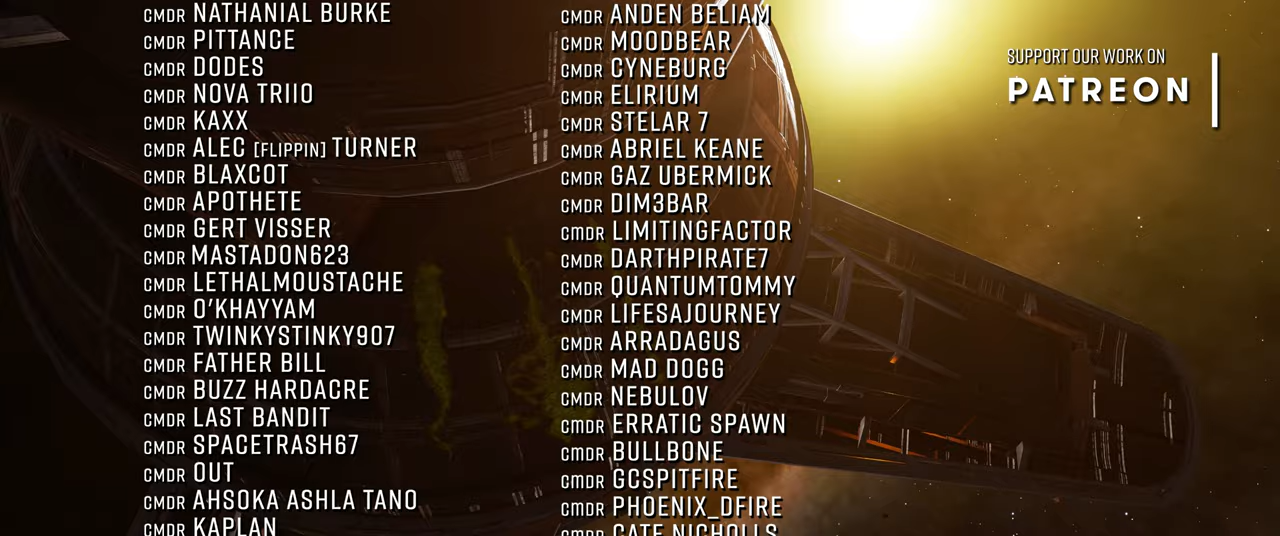 CMDR NATHANIAL BURKE
CMDR PITTANCE
CMDR DODES
CMDR NOVA TRIIO
CMDR KAXX
CMDR ALEC [FLIPPIN] TURNER
CMDR BLAXCOT
CMDR APOTHETE
CMDR GERT VISSER
CMDR MASTADON623
CMDR LETHALMOUSTACHE
CMDR O'KHAYYAM
CMDR TWINKYSTINKY907
CMDR FATHER BILL
CMDR BUZZ HARDACRE
CMDR LAST BANDIT
CMDR SPACETRASH67
CMDR OUT
CMDR AHSOKA ASHLA TANO
CMDR KAPLAN
CMDR ANDEN BELIAM
CMDR MOODBEAR
CMDR CYNEBURG
CMDR ELIRIUM
CMDR STELAR 7
CMDR ABRIEL KEANE
CMDR GAZ UBERMICK
CMDR DIM3BAR
CMDR LIMITINGFACTOR
CMDR DARTHPIRATE7
CMDR QUANTUMTOMMY
CMDR LIFESAJOURNEY
CMDR ARRADAGUS
CMDR MAD DOGG
CMDR NEBULOV
CMDR ERRATIC SPAWN
CMDR BULLBONE
CMDR GCSPITFIRE
CMDR PHOENIX_DFIRE
CMDR CATE NICHOLLS
SUPPORT OUR WORK ON
PATREON